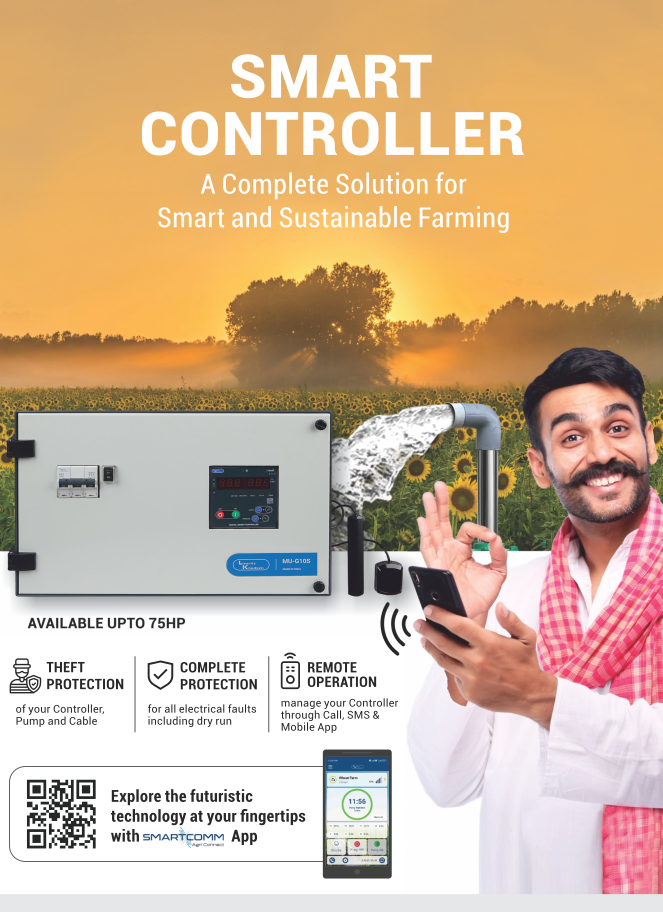 SMART
CONTROLLER
A Complete Solution for
Smart and Sustainable Farming
MU-G10S
AVAILABLE UPTO 75HP
THEFT
PROTECTION
of your Controller,
Pump and Cable
COMPLETE
PROTECTION
for all electrical faults
including dry run
REMOTE
OPERATION
manage your Controller
through Call, SMS &
Mobile App
Explore the futuristic
technology at your fingertips
with SMARTCOMM App
Agri Connect
11:56